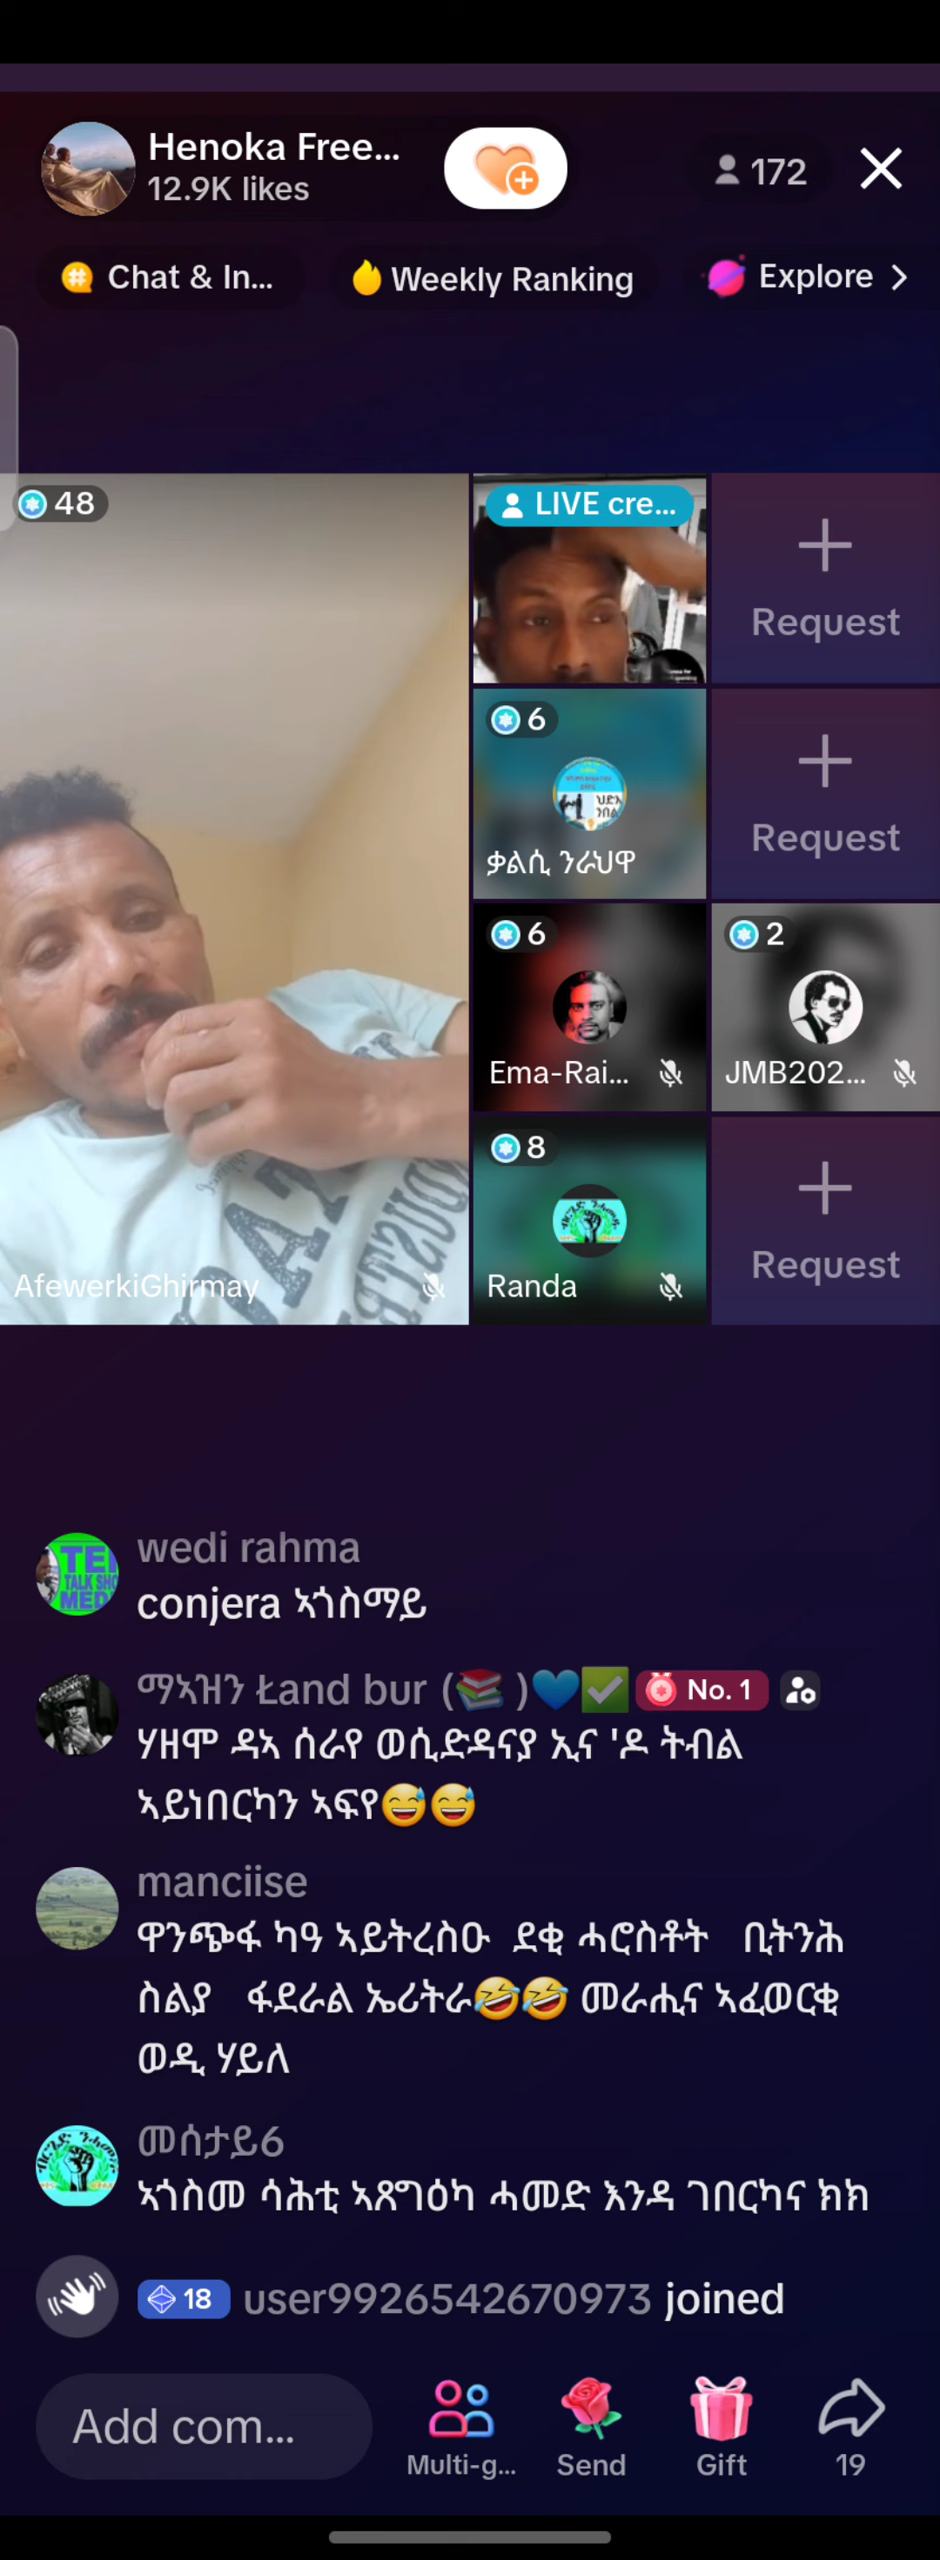 Henoka Free...
12.9K likes
172
Chat & In...
Weekly Ranking
Explore
48
LIVE cre...
Request
6
ቃልሲ ንራህዋ
Request
6
Ema-Rai...
2
JMB202...
8
Randa
Request
AfewerkiGhirmay
wedi rahma
conjera ኣጎስማይ
ማኣዝን Łand bur (📚 )💙✅ No. 1
ሃዘሞ ዳኣ ሰራየ ወሲድዳናያ ኢና 'ዶ ትብል
ኣይነበርካን ኣፍየ😅😅
manciise
ዋንጭፋ ካዓ ኣይትረስዑ ደቂ ሓሮስቶት ቢትንሕ
ስልያ ፋደራል ኤሪትራ🤣🤣 መራሒና ኣፈወርቂ
ወዲ ሃይለ
መሰታይ6
ኣጎስመ ሳሕቲ ኣጽግዕካ ሓመድ እንዳ ገበርካና ክክ
18 user9926542670973 joined
Add com...
Multi-g...
Send
Gift
19